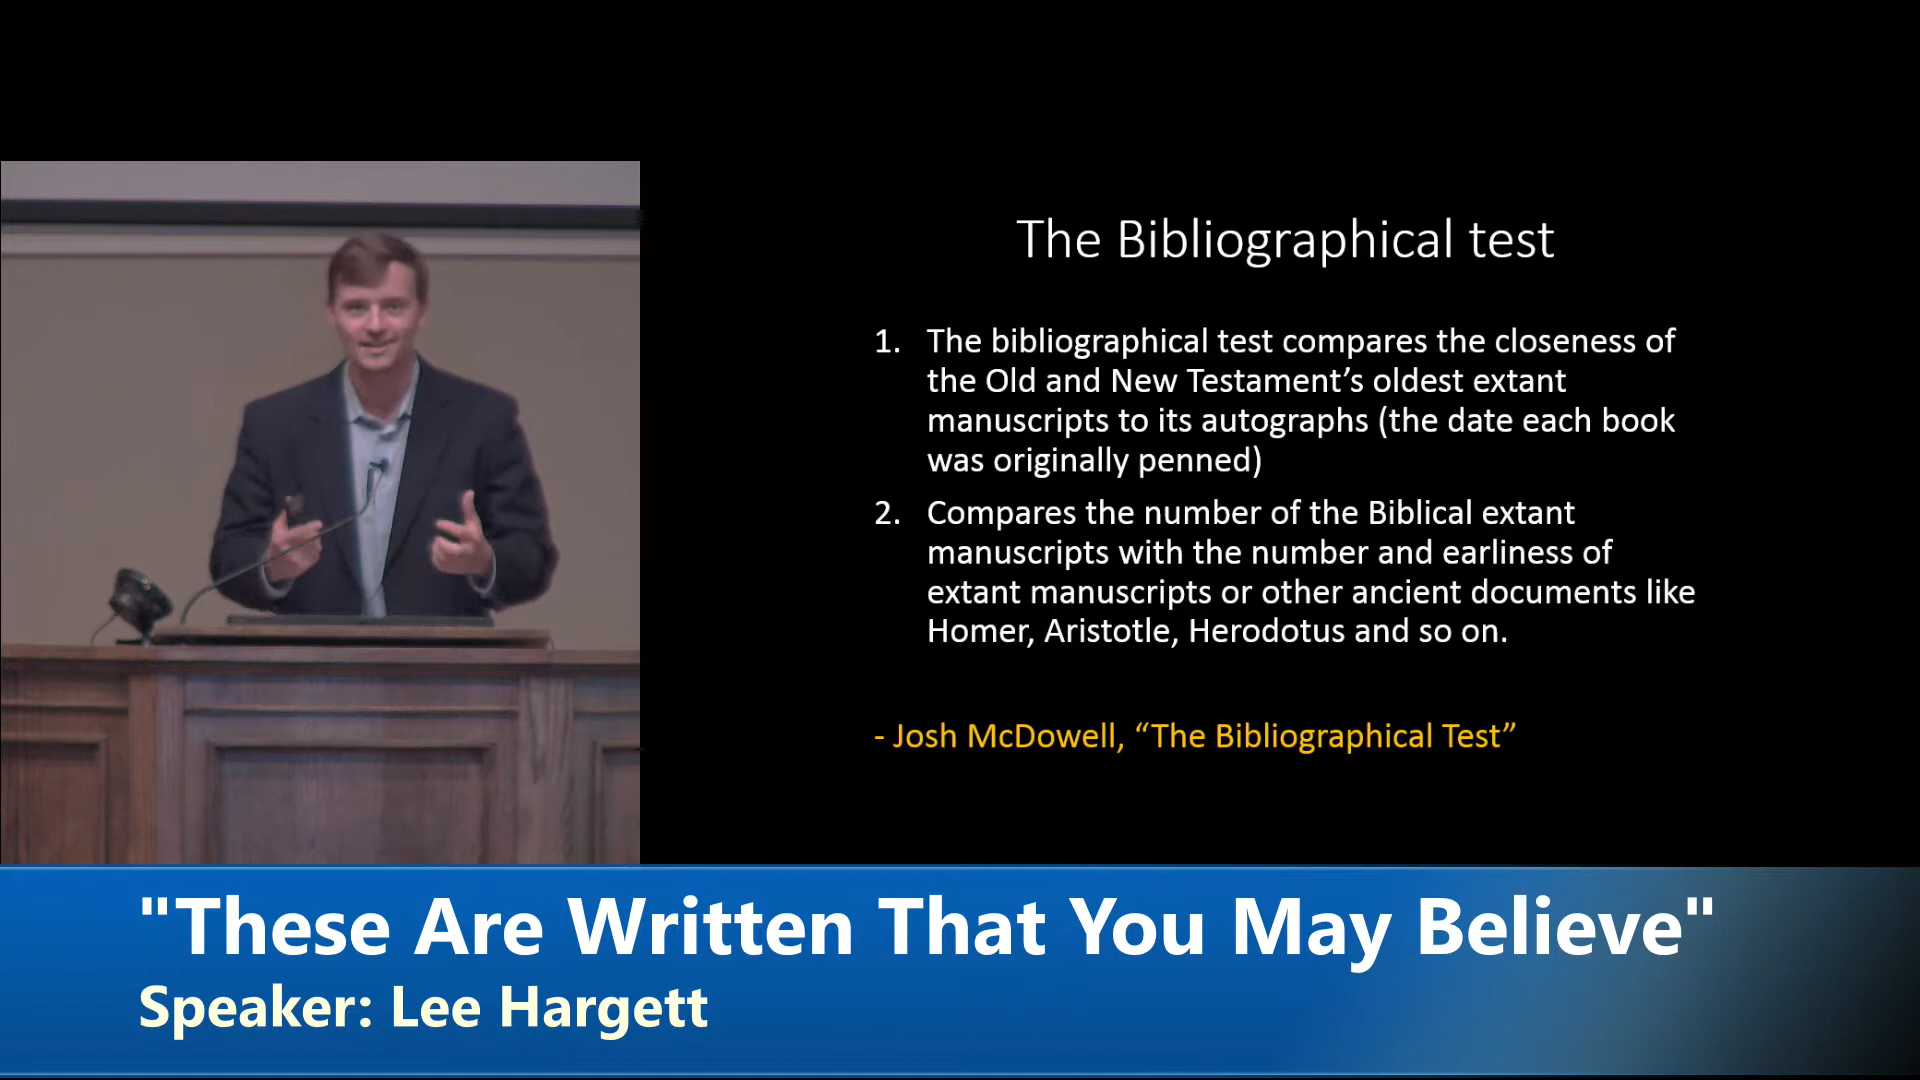 The Bibliographical test
1. The bibliographical test compares the closeness of
the Old and New Testament’s oldest extant
manuscripts to its autographs (the date each book
was originally penned)
2. Compares the number of the Biblical extant
manuscripts with the number and earliness of
extant manuscripts or other ancient documents like
Homer, Aristotle, Herodotus and so on.
- Josh McDowell, “The Bibliographical Test”
"These Are Written That You May Believe"
Speaker: Lee Hargett